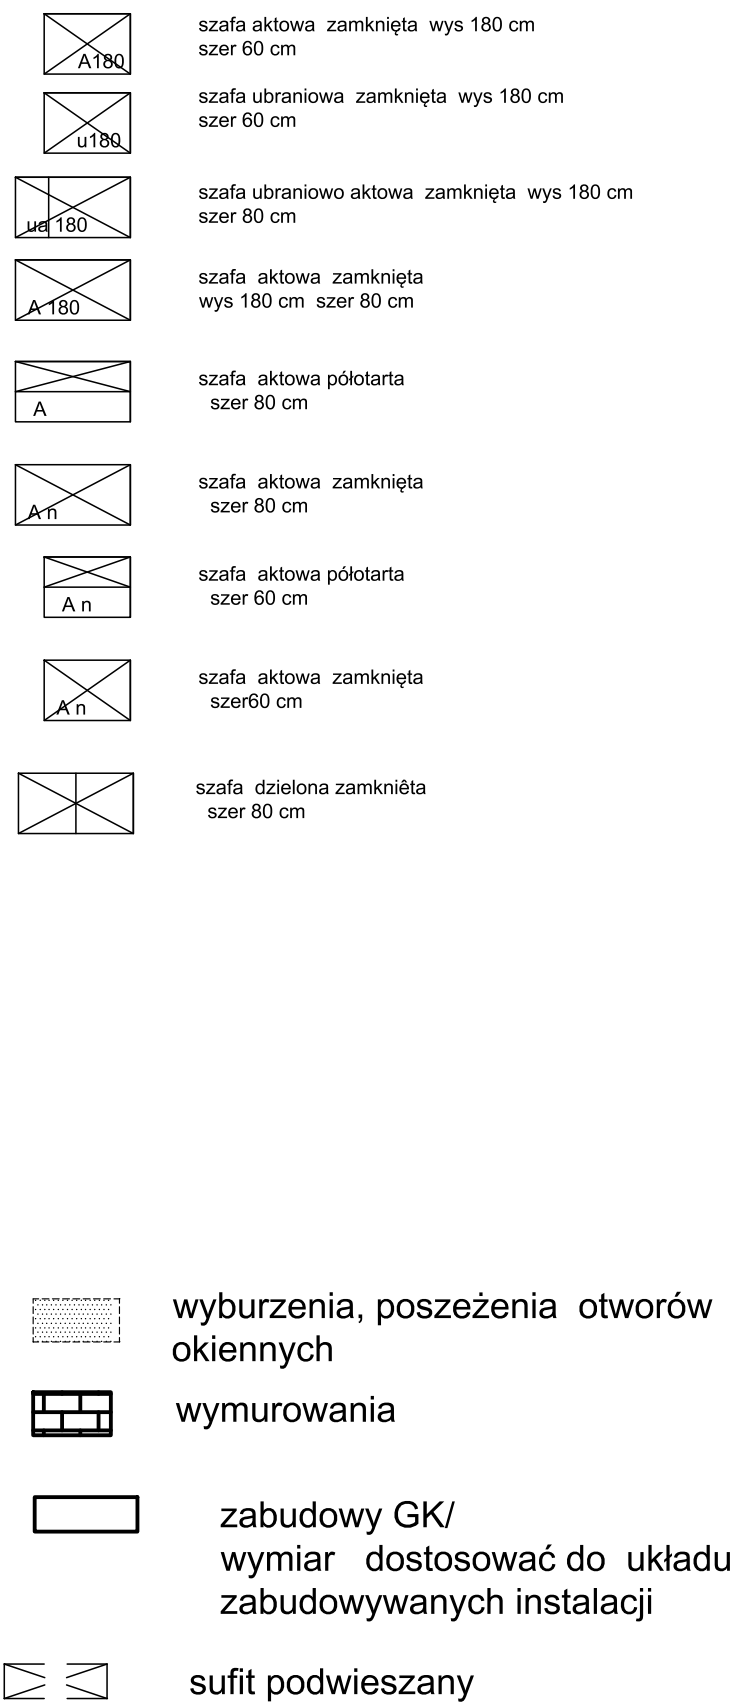 szafa aktowa zamknięta wys 180 cm
A180 szer 60 cm
szafa ubraniowa zamknięta wys 180 cm
u180 szer 60 cm
szafa ubraniowo aktowa zamknięta wys 180 cm
ua 180 szer 80 cm
szafa aktowa zamknięta
A 180 wys 180 cm szer 80 cm
szafa aktowa półotarta
A szer 80 cm
szafa aktowa zamknięta
A n szer 80 cm
szafa aktowa półotarta
A n szer 60 cm
szafa aktowa zamknięta
A n szer60 cm
szafa dzielona zamkniêta
szer 80 cm
wyburzenia, poszeżenia otworów
okiennych
wymurowania
zabudowy GK/
wymiar dostosować do układu
zabudowywanych instalacji
sufit podwieszany